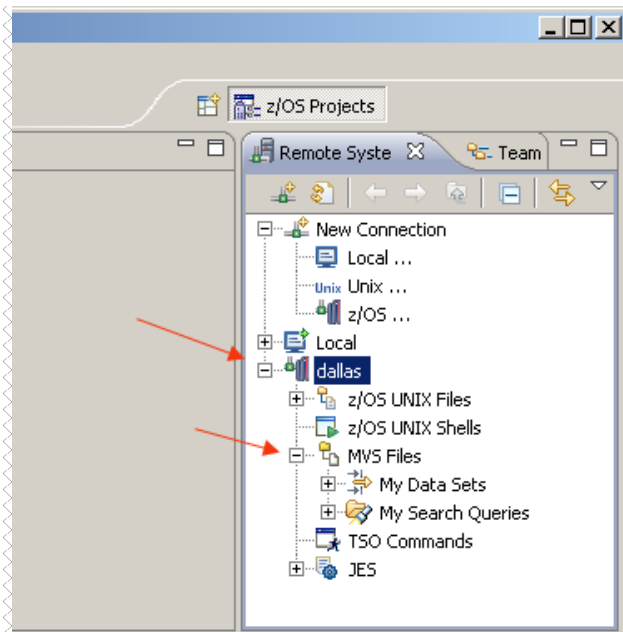 z/OS Projects
Remote Syste
Team
New Connection
Local ...
Unix Unix ...
z/OS ...
Local
dallas
z/OS UNIX Files
z/OS UNIX Shells
MVS Files
My Data Sets
My Search Queries
TSO Commands
JES